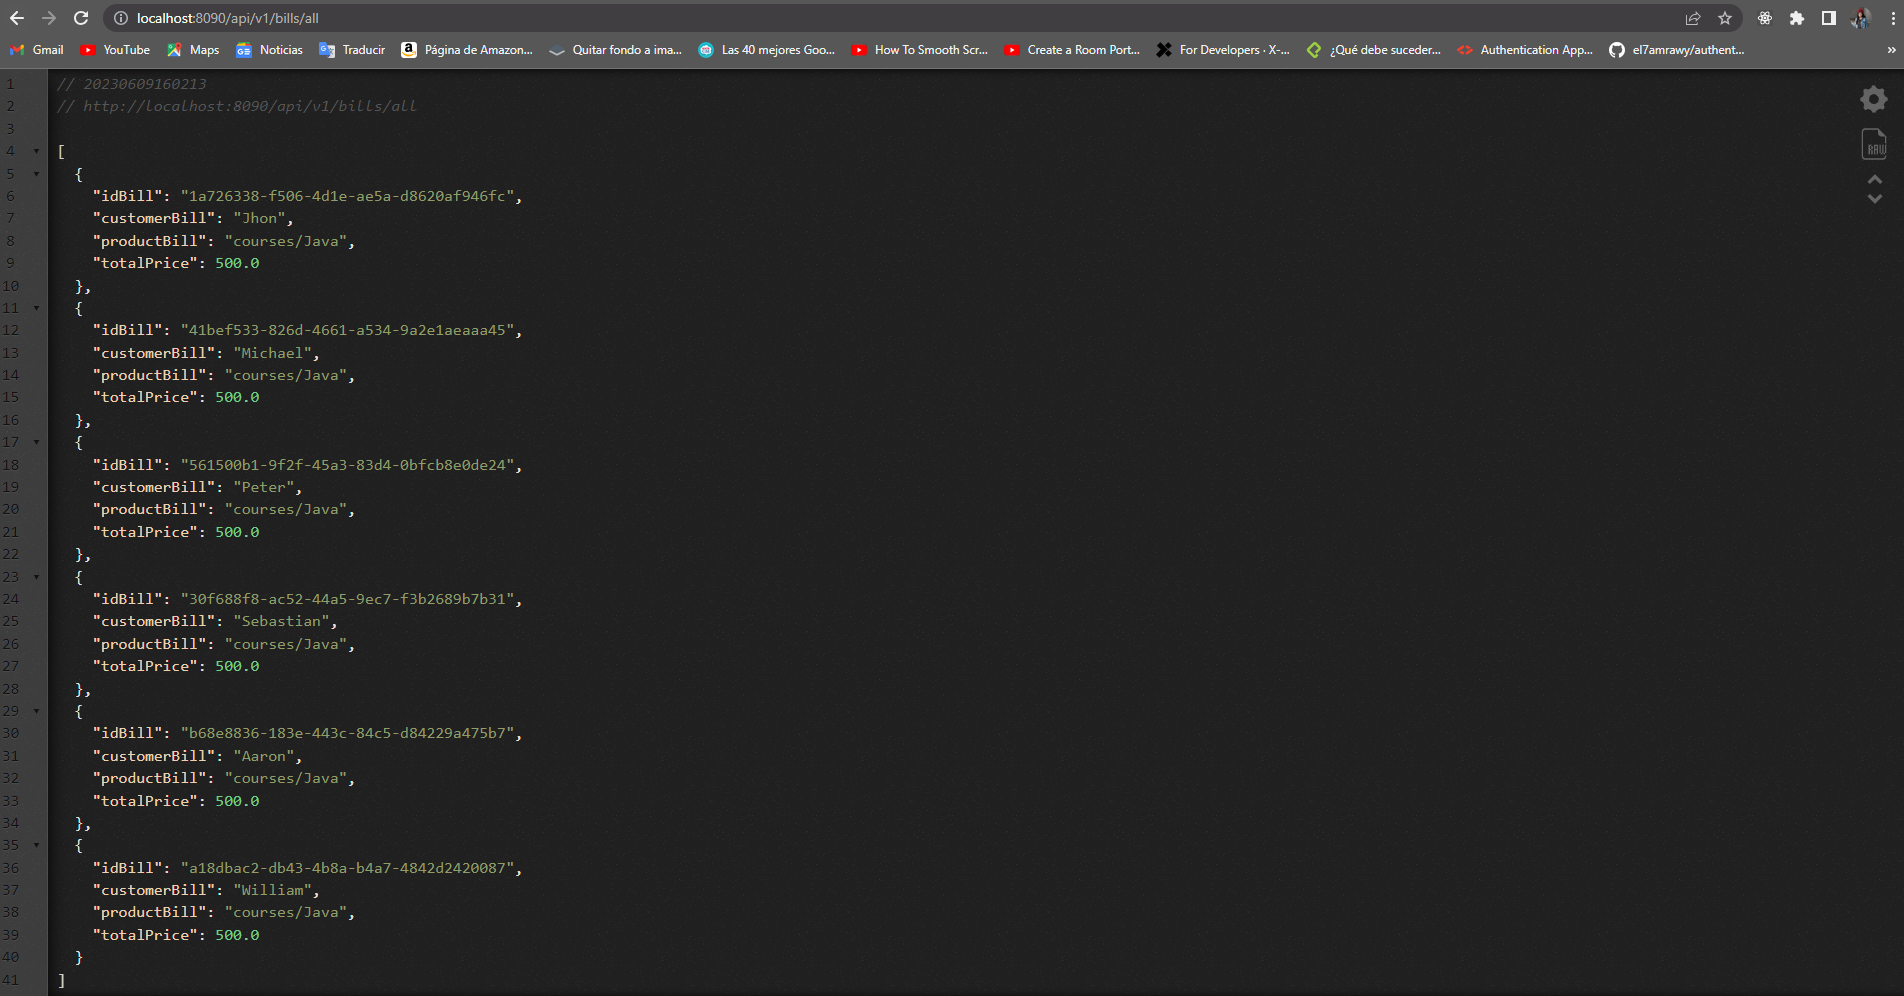 localhost:8090/api/v1/bills/all
Gmail YouTube Maps Noticias Traducir Página de Amazon... Quitar fondo a ima... Las 40 mejores Goo... How To Smooth Scr... Create a Room Port... For Developers · X-... ¿Qué debe suceder... Authentication App... el7amrawy/authent... »
1 // 20230609160213
2 // http://localhost:8090/api/v1/bills/all
3
4 [
5 {
6 "idBill": "1a726338-f506-4d1e-ae5a-d8620af946fc",
7 "customerBill": "Jhon",
8 "productBill": "courses/Java",
9 "totalPrice": 500.0
10 },
11 {
12 "idBill": "41bef533-826d-4661-a534-9a2e1aeaaa45",
13 "customerBill": "Michael",
14 "productBill": "courses/Java",
15 "totalPrice": 500.0
16 },
17 {
18 "idBill": "561500b1-9f2f-45a3-83d4-0bfcb8e0de24",
19 "customerBill": "Peter",
20 "productBill": "courses/Java",
21 "totalPrice": 500.0
22 },
23 {
24 "idBill": "30f688f8-ac52-44a5-9ec7-f3b2689b7b31",
25 "customerBill": "Sebastian",
26 "productBill": "courses/Java",
27 "totalPrice": 500.0
28 },
29 {
30 "idBill": "b68e8836-183e-443c-84c5-d84229a475b7",
31 "customerBill": "Aaron",
32 "productBill": "courses/Java",
33 "totalPrice": 500.0
34 },
35 {
36 "idBill": "a18dbac2-db43-4b8a-b4a7-4842d2420087",
37 "customerBill": "William",
38 "productBill": "courses/Java",
39 "totalPrice": 500.0
40 }
41 ]
RAW